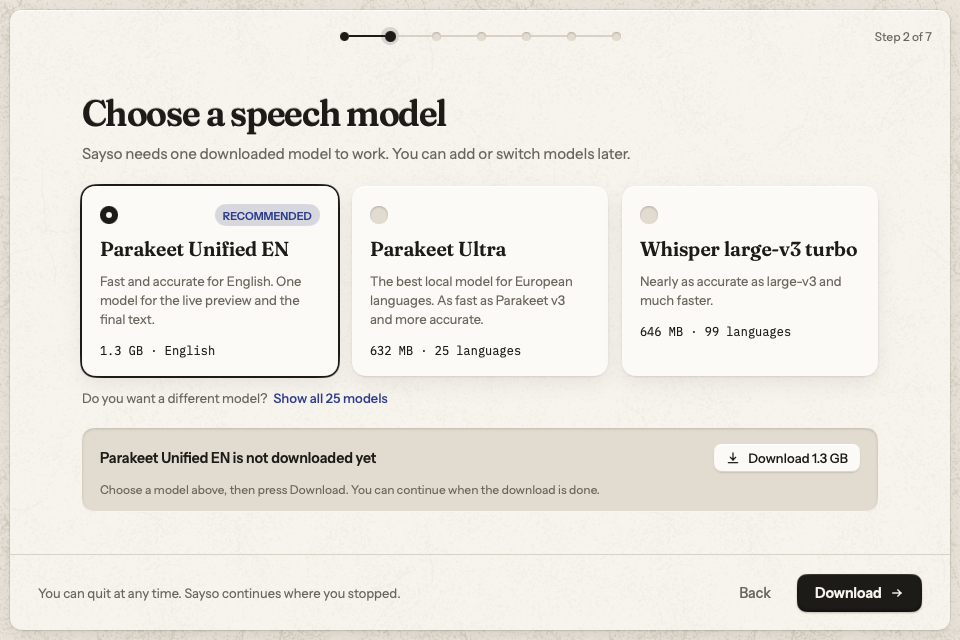 Step 2 of 7
Choose a speech model
Sayso needs one downloaded model to work. You can add or switch models later.
RECOMMENDED
Parakeet Unified EN
Fast and accurate for English. One
model for the live preview and the
final text.
1.3 GB · English
Parakeet Ultra
The best local model for European
languages. As fast as Parakeet v3
and more accurate.
632 MB · 25 languages
Whisper large-v3 turbo
Nearly as accurate as large-v3 and
much faster.
646 MB · 99 languages
Do you want a different model? Show all 25 models
Parakeet Unified EN is not downloaded yet
Download 1.3 GB
Choose a model above, then press Download. You can continue when the download is done.
You can quit at any time. Sayso continues where you stopped.
Back
Download →